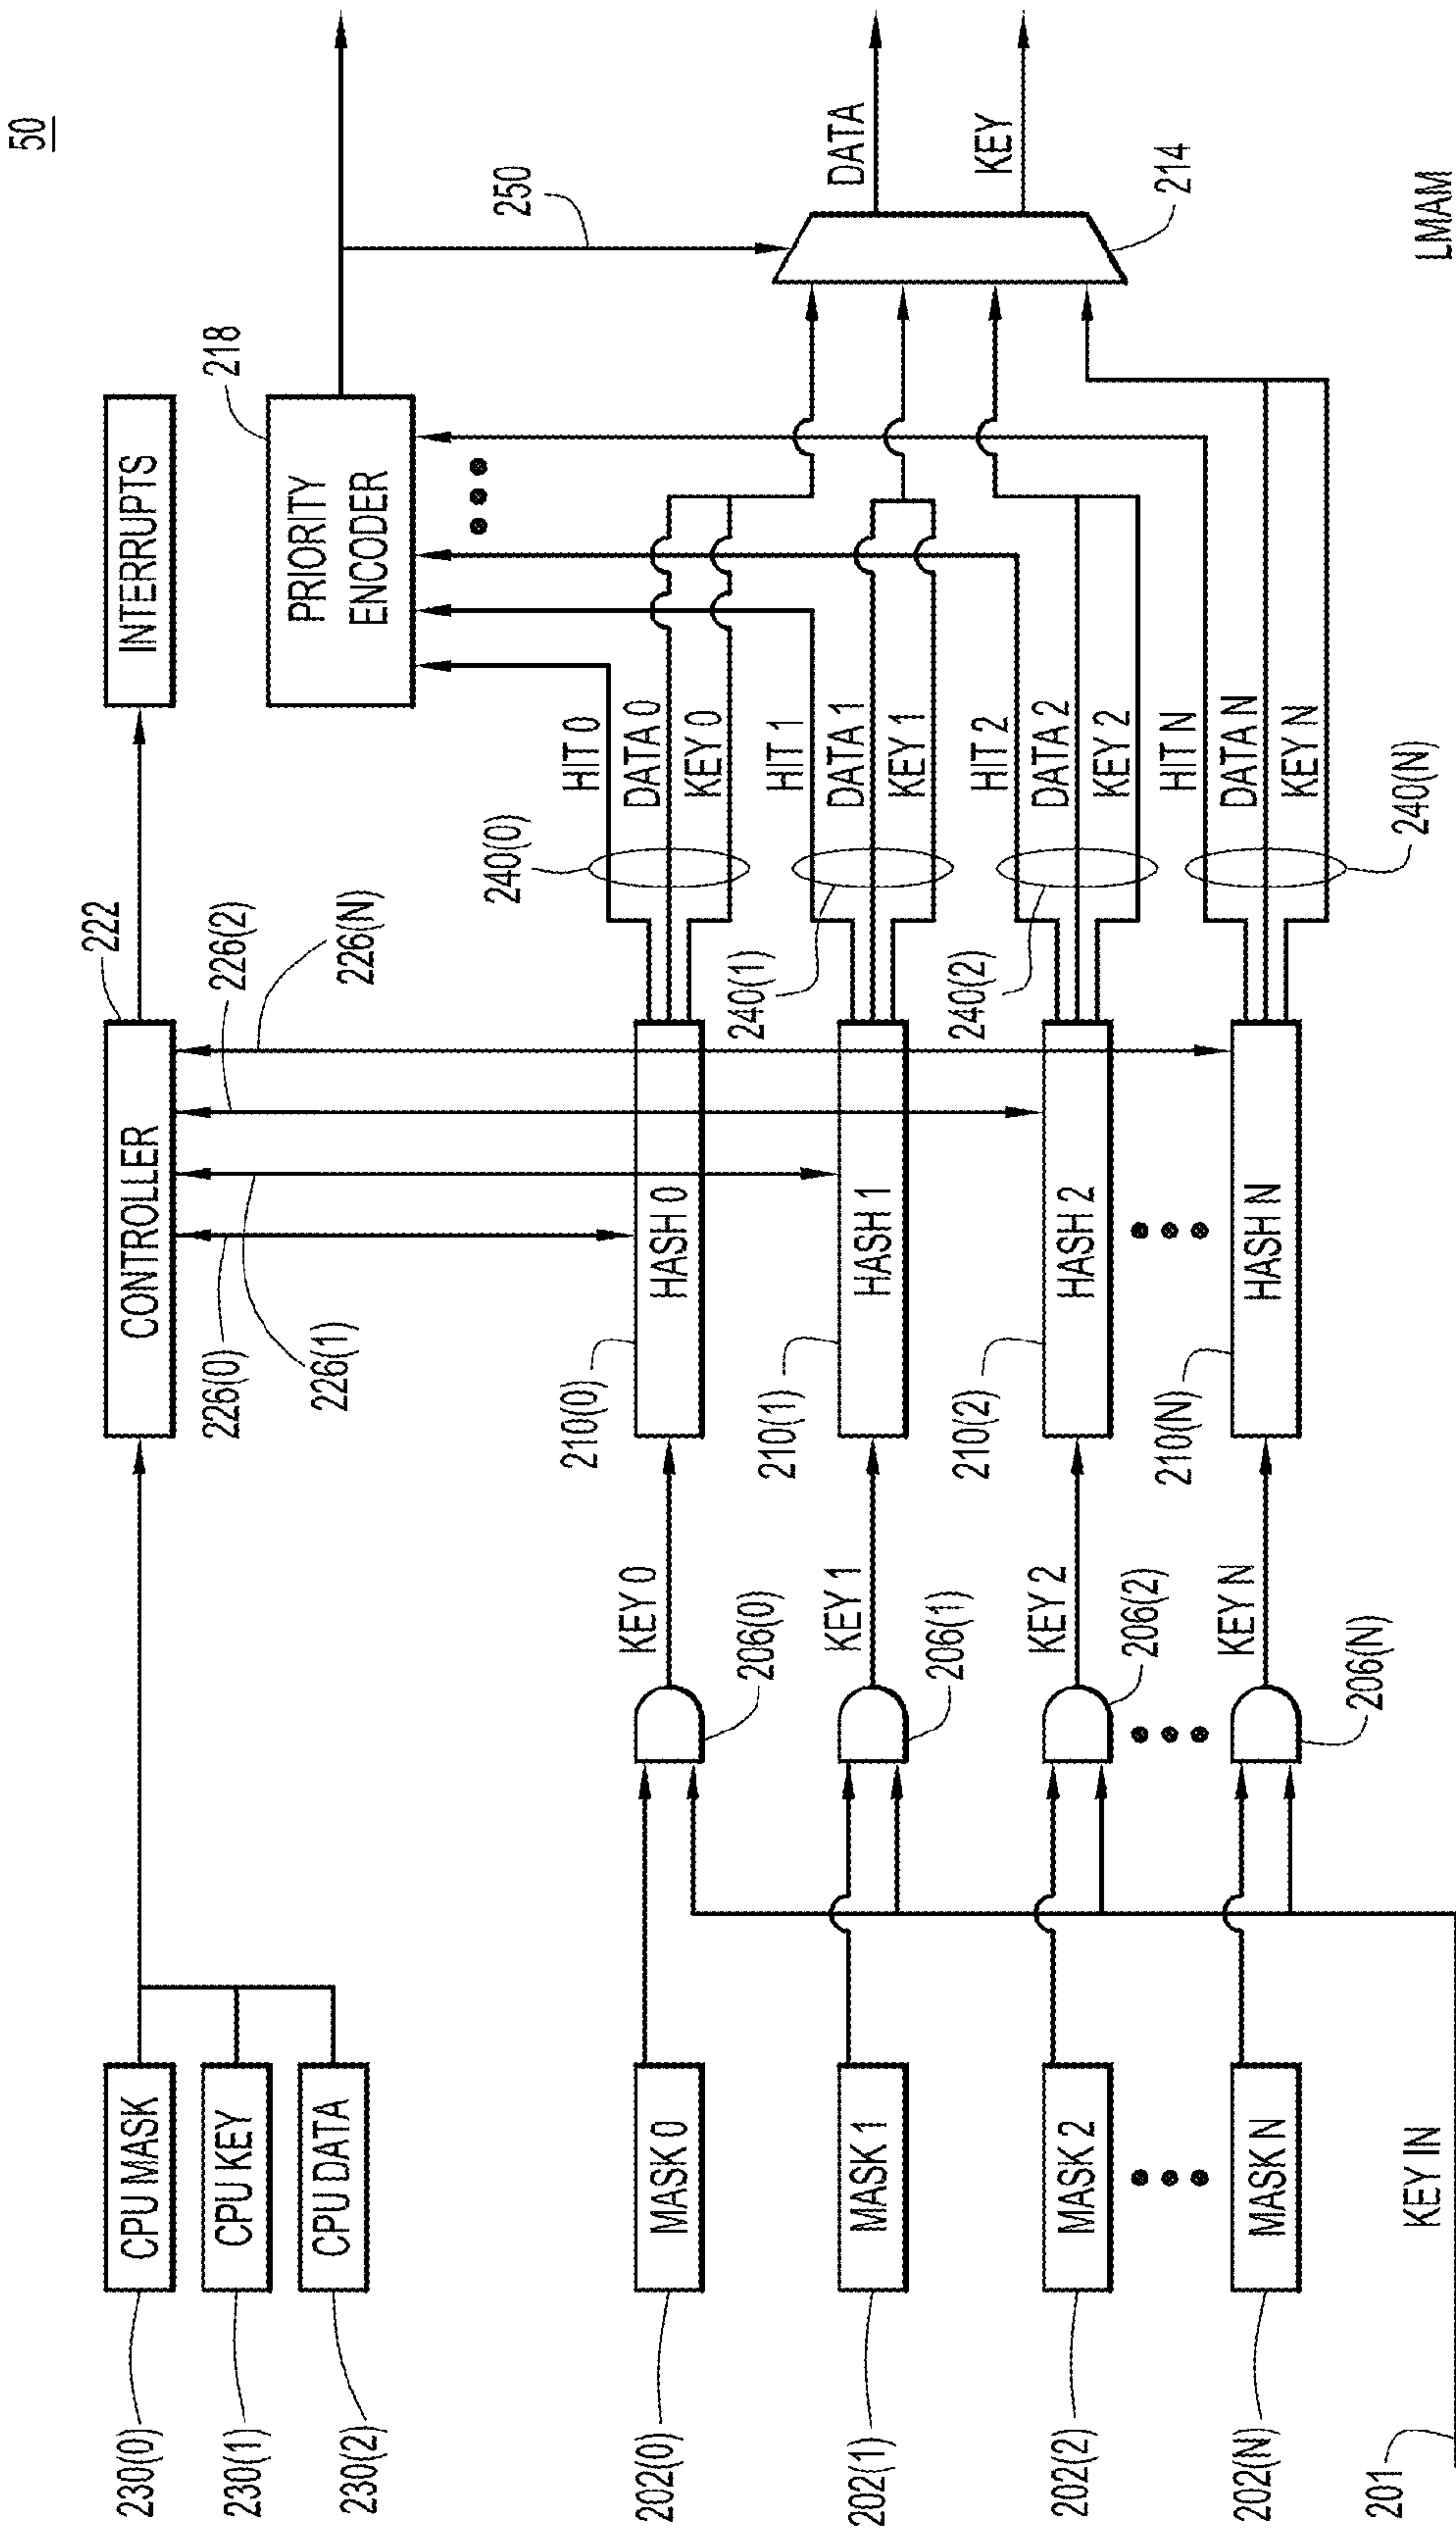 50
CPU MASK
CPU KEY
CPU DATA
230(0)
230(1)
230(2)
CONTROLLER
222
INTERRUPTS
226(0)
226(1)
226(2)
226(N)
PRIORITY
ENCODER
218
250
MASK 0
202(0)
KEY 0
206(0)
HASH 0
210(0)
HIT 0
DATA 0
KEY 0
240(0)
MASK 1
202(1)
KEY 1
206(1)
HASH 1
210(1)
HIT 1
DATA 1
KEY 1
240(1)
MASK 2
202(2)
KEY 2
206(2)
HASH 2
210(2)
HIT 2
DATA 2
KEY 2
240(2)
MASK N
202(N)
KEY N
206(N)
HASH N
210(N)
HIT N
DATA N
KEY N
240(N)
DATA
KEY
214
KEY IN
201
LMAM